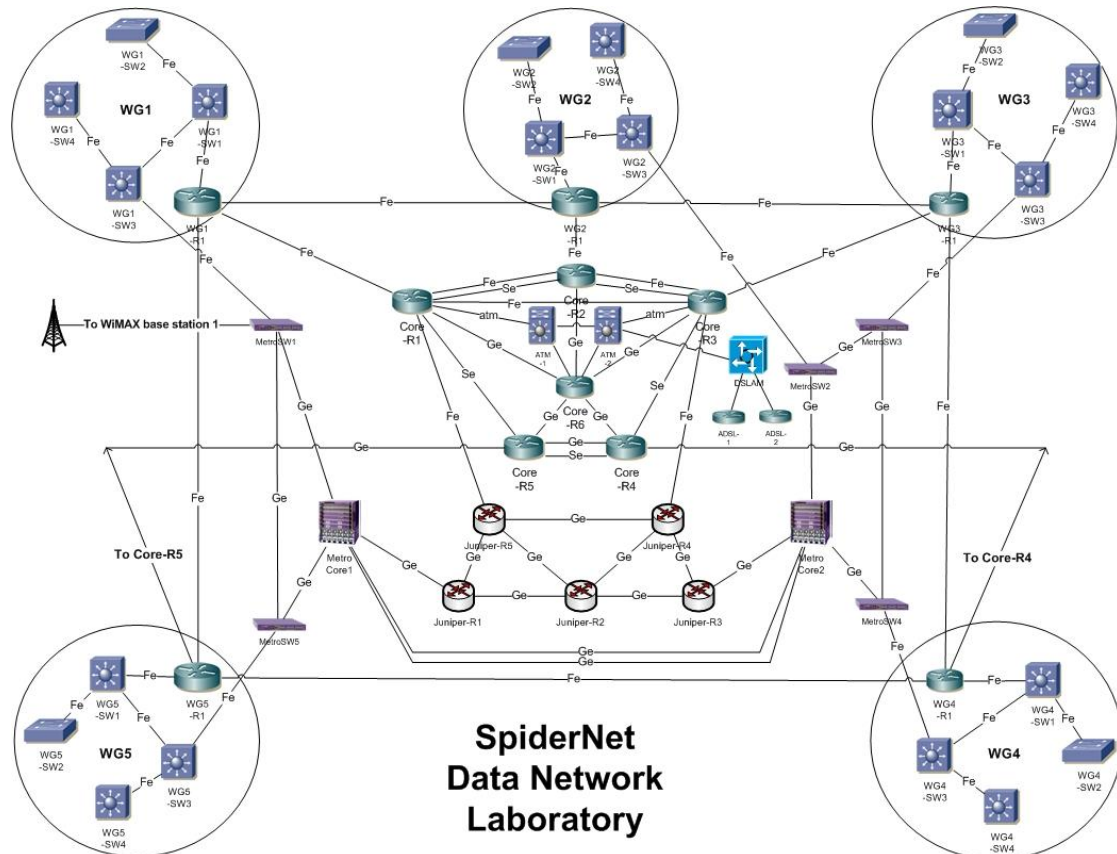 WG1
-SW2
Fe
WG1
WG1
-SW4
Fe
WG1
-SW1
Fe
Fe
WG1
-SW3
WG1
-R1
Fe
WG2
-SW2
WG2
-SW4
WG2
Fe
Fe
Fe
WG2
-SW1
WG2
-SW3
Fe
WG2
-R1
Fe
WG3
-SW2
Fe
WG3
WG3
-SW4
WG3
-SW1
Fe
Fe
Fe
WG3
-SW3
WG3
-R1
Fe
Fe
Fe
Fe
Fe
Fe
Fe
Se
Fe
Se
Fe
Core
-R2
Core
-R1
Core
-R3
atm
atm
ATM
-1
ATM
-2
Ge
Ge
Ge
Se
Se
Core
-R6
DSLAM
ADSL-
1
ADSL-
2
To WiMAX base station 1
MetroSW1
MetroSW3
Ge
MetroSW2
Ge
Ge
Ge
Ge
Fe
Fe
Fe
Fe
Ge
Ge
Ge
Se
Ge
Ge
Core
-R5
Core
-R4
To Core-R5
To Core-R4
Metro
Core1
Metro
Core2
Juniper-R5
Ge
Juniper-R4
Ge
Ge
Ge
Ge
Ge
Ge
Juniper-R1
Ge
Juniper-R2
Ge
Juniper-R3
Ge
Ge
MetroSW5
MetroSW4
Ge
Ge
Fe
Fe
Fe
WG5
-SW1
Fe
WG5
-R1
Fe
Fe
WG5
-SW2
WG5
WG5
-SW3
Fe
WG5
-SW4
WG4
-R1
Fe
WG4
-SW1
Fe
Fe
WG4
WG4
-SW2
WG4
-SW3
Fe
WG4
-SW4
SpiderNet
Data Network
Laboratory